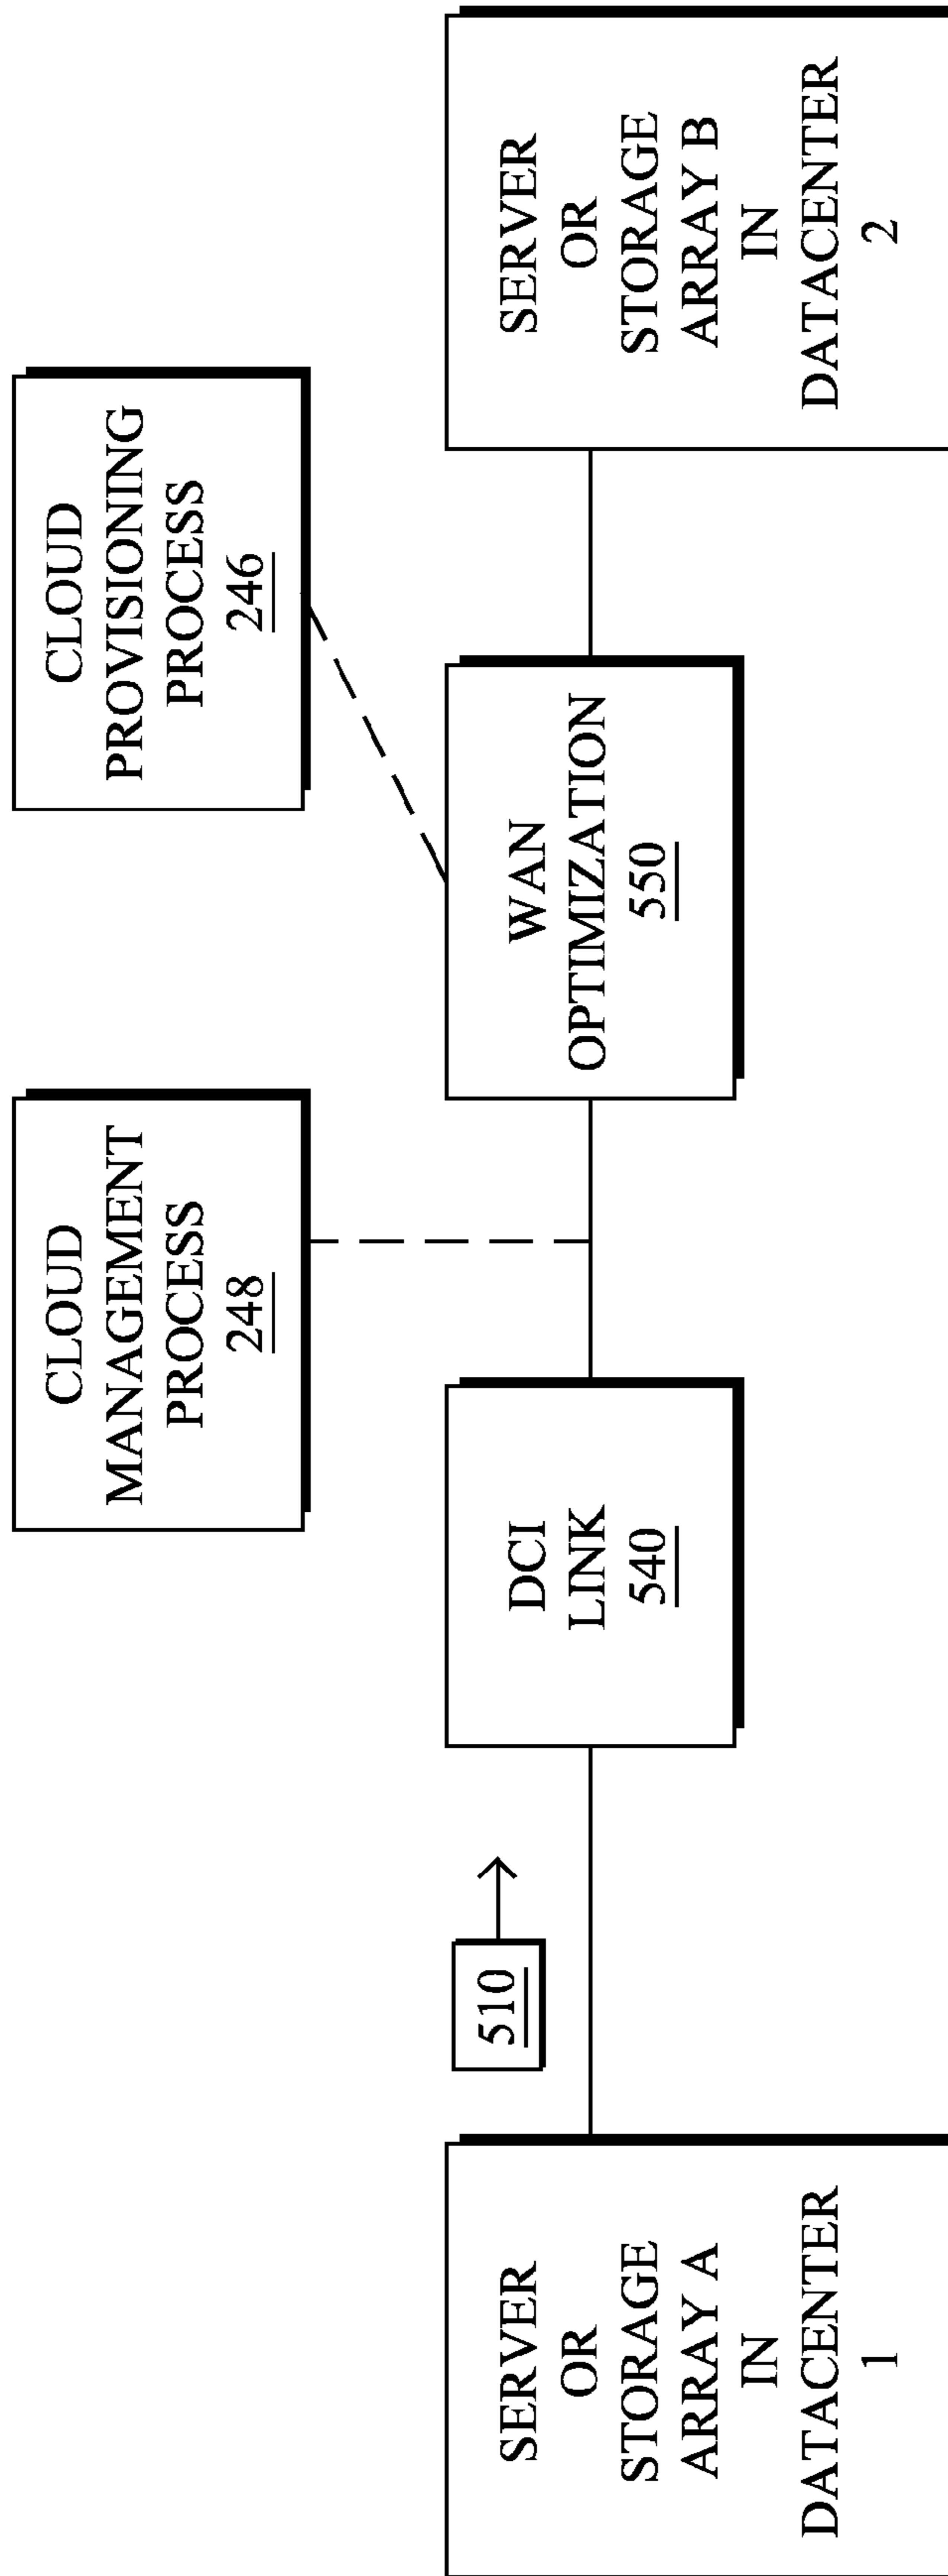 CLOUD
MANAGEMENT
PROCESS
248
CLOUD
PROVISIONING
PROCESS
246
SERVER
OR
STORAGE
ARRAY A
IN
DATACENTER
1
510
DCI
LINK
540
WAN
OPTIMIZATION
550
SERVER
OR
STORAGE
ARRAY B
IN
DATACENTER
2